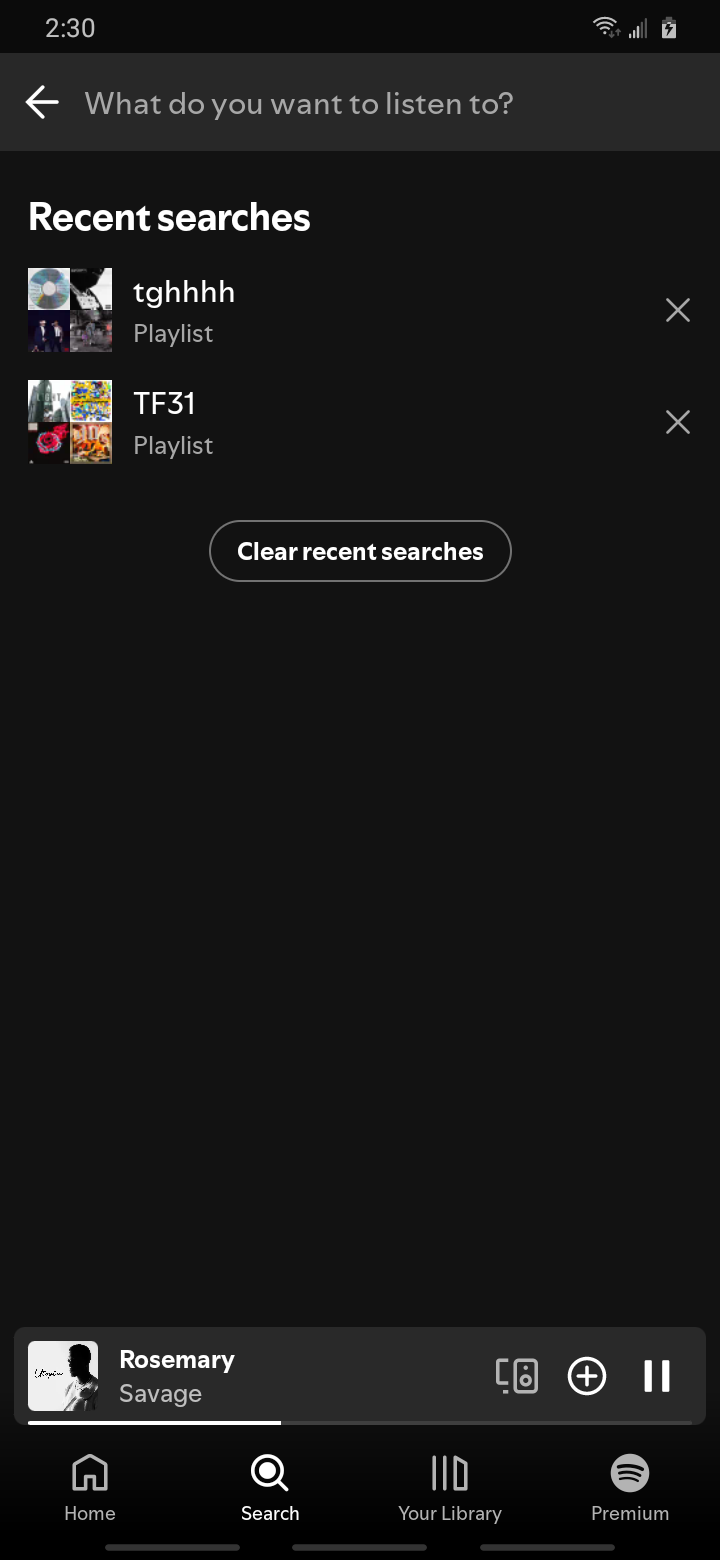 2:30
What do you want to listen to?
Recent searches
tghhhh
Playlist
TF31
Playlist
Clear recent searches
Rosemary
Savage
Home
Search
Your Library
Premium